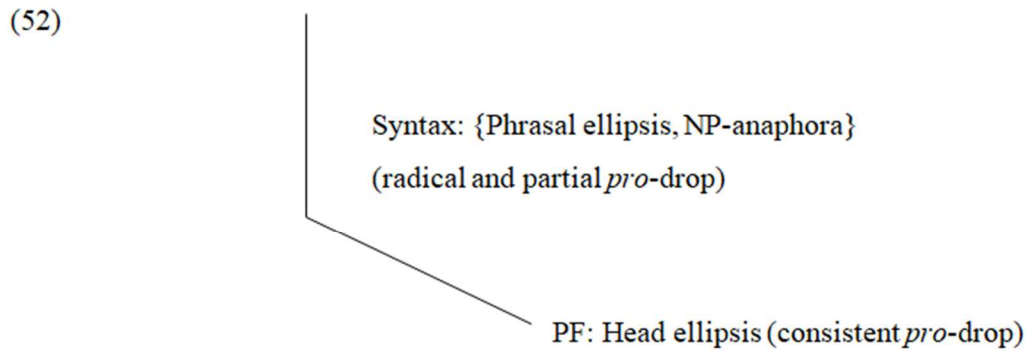 (52)
Syntax: {Phrasal ellipsis, NP-anaphora}
(radical and partial pro-drop)
PF: Head ellipsis (consistent pro-drop)